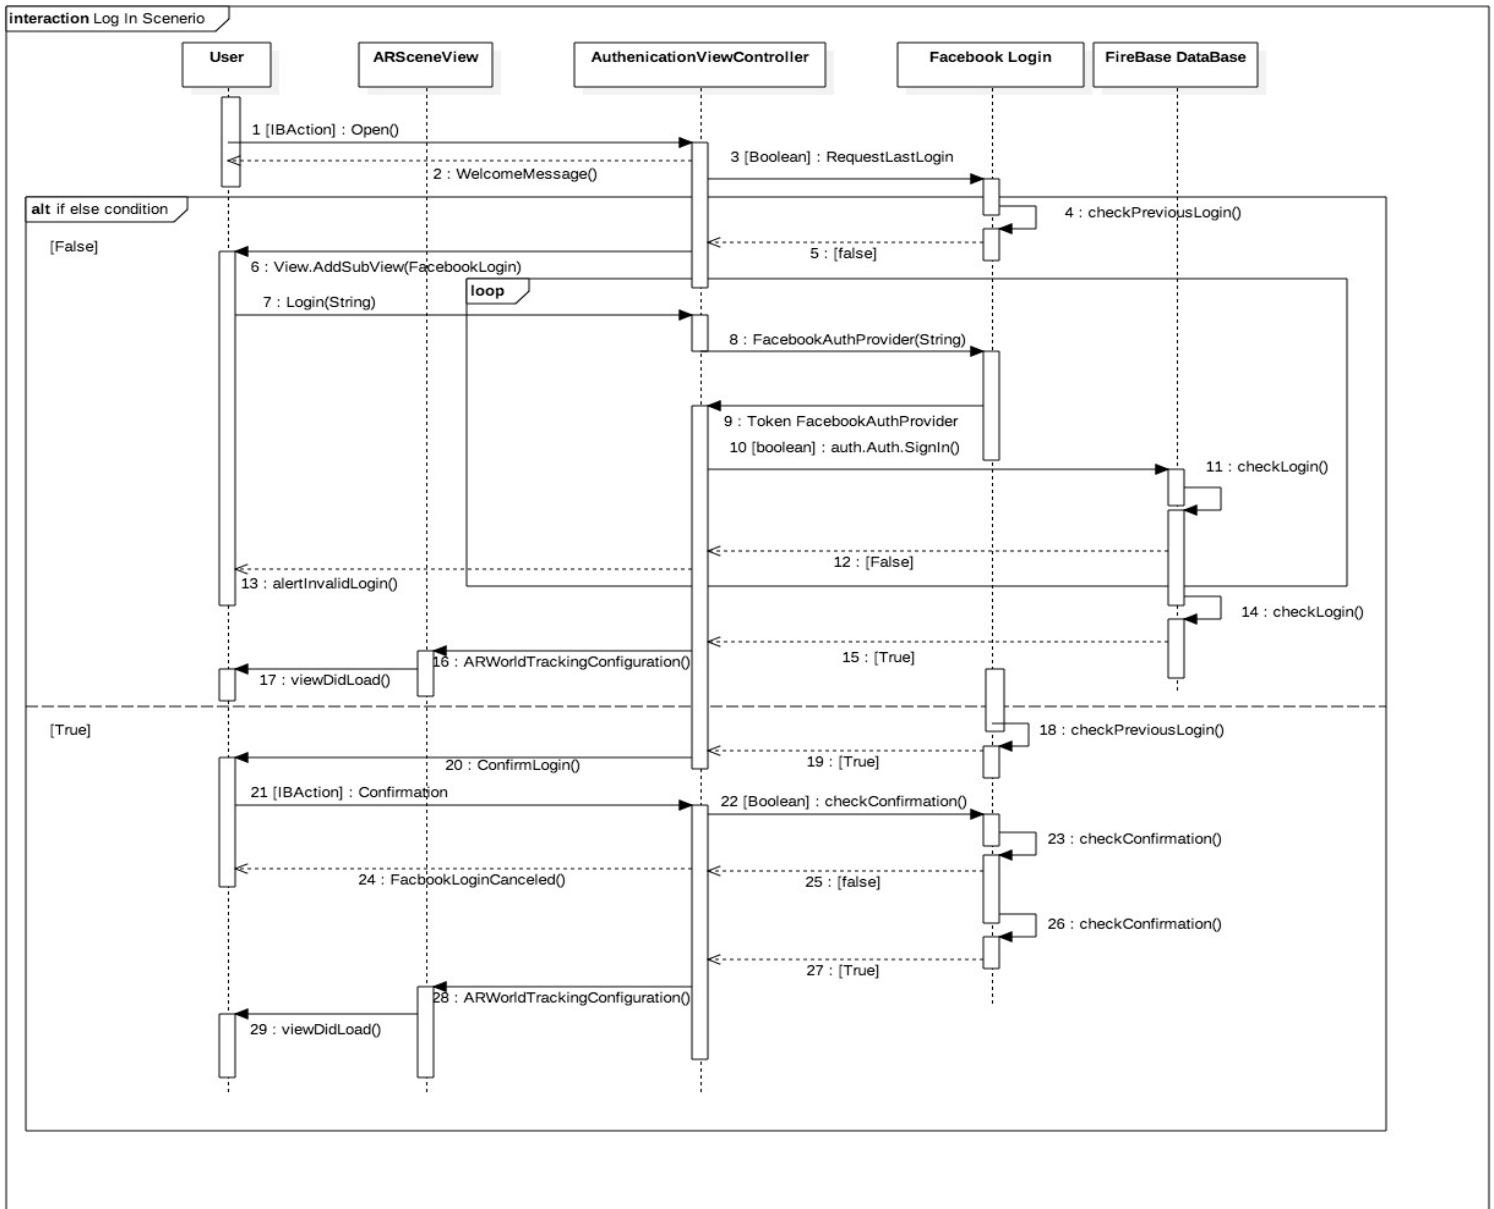 interaction Log In Scenerio
User
ARSceneView
AuthenicationViewController
Facebook Login
FireBase DataBase
1 [IBAction] : Open()
2 : WelcomeMessage()
3 [Boolean] : RequestLastLogin
alt if else condition
4 : checkPreviousLogin()
[False]
5 : [false]
6 : View.AddSubView(FacebookLogin)
loop
7 : Login(String)
8 : FacebookAuthProvider(String)
9 : Token FacebookAuthProvider
10 [boolean] : auth.Auth.SignIn()
11 : checkLogin()
12 : [False]
13 : alertInvalidLogin()
14 : checkLogin()
15 : [True]
16 : ARWorldTrackingConfiguration()
17 : viewDidLoad()
[True]
18 : checkPreviousLogin()
19 : [True]
20 : ConfirmLogin()
21 [IBAction] : Confirmation
22 [Boolean] : checkConfirmation()
23 : checkConfirmation()
24 : FacbookLoginCanceled()
25 : [false]
26 : checkConfirmation()
27 : [True]
28 : ARWorldTrackingConfiguration()
29 : viewDidLoad()